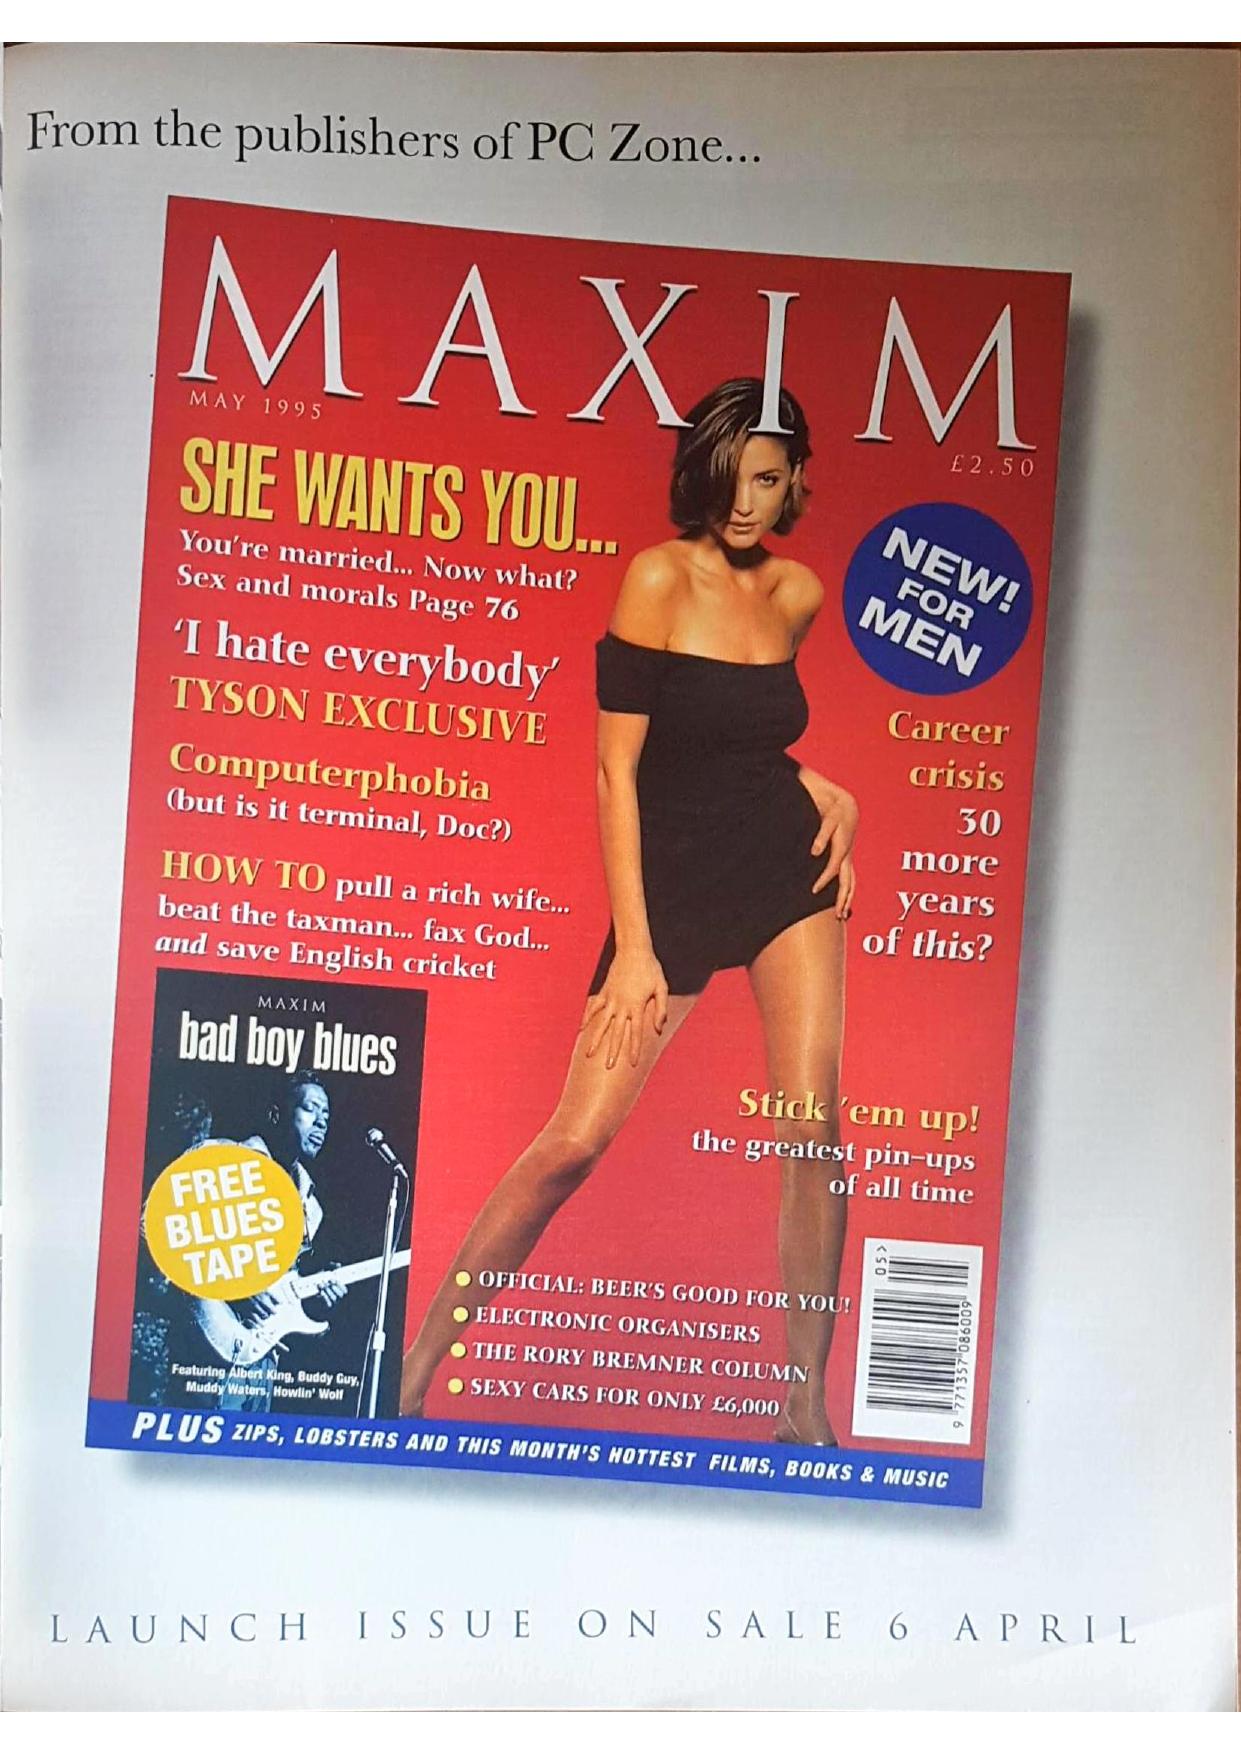 From the publishers of PC Zone...
MAXIM
MAY 1995
£2.50
SHE WANTS YOU...
You're married... Now what?
Sex and morals Page 76
'I hate everybody'
TYSON EXCLUSIVE
Computerphobia
(but is it terminal, Doc?)
HOW TO pull a rich wife...
beat the taxman... fax God...
and save English cricket
NEW!
FOR
MEN
Career
crisis
30
more
years
of this?
MAXIM
bad boy blues
FREE
BLUES
TAPE
Featuring Albert King, Buddy Guy,
Muddy Waters, Howlin' Wolf
Stick 'em up!
the greatest pin-ups
of all time
OFFICIAL: BEER'S GOOD FOR YOU!
ELECTRONIC ORGANISERS
THE RORY BREMNER COLUMN
SEXY CARS FOR ONLY £6,000
05>
9 771357 086009
PLUS ZIPS, LOBSTERS AND THIS MONTH'S HOTTEST FILMS, BOOKS & MUSIC
LAUNCH ISSUE ON SALE 6 APRIL